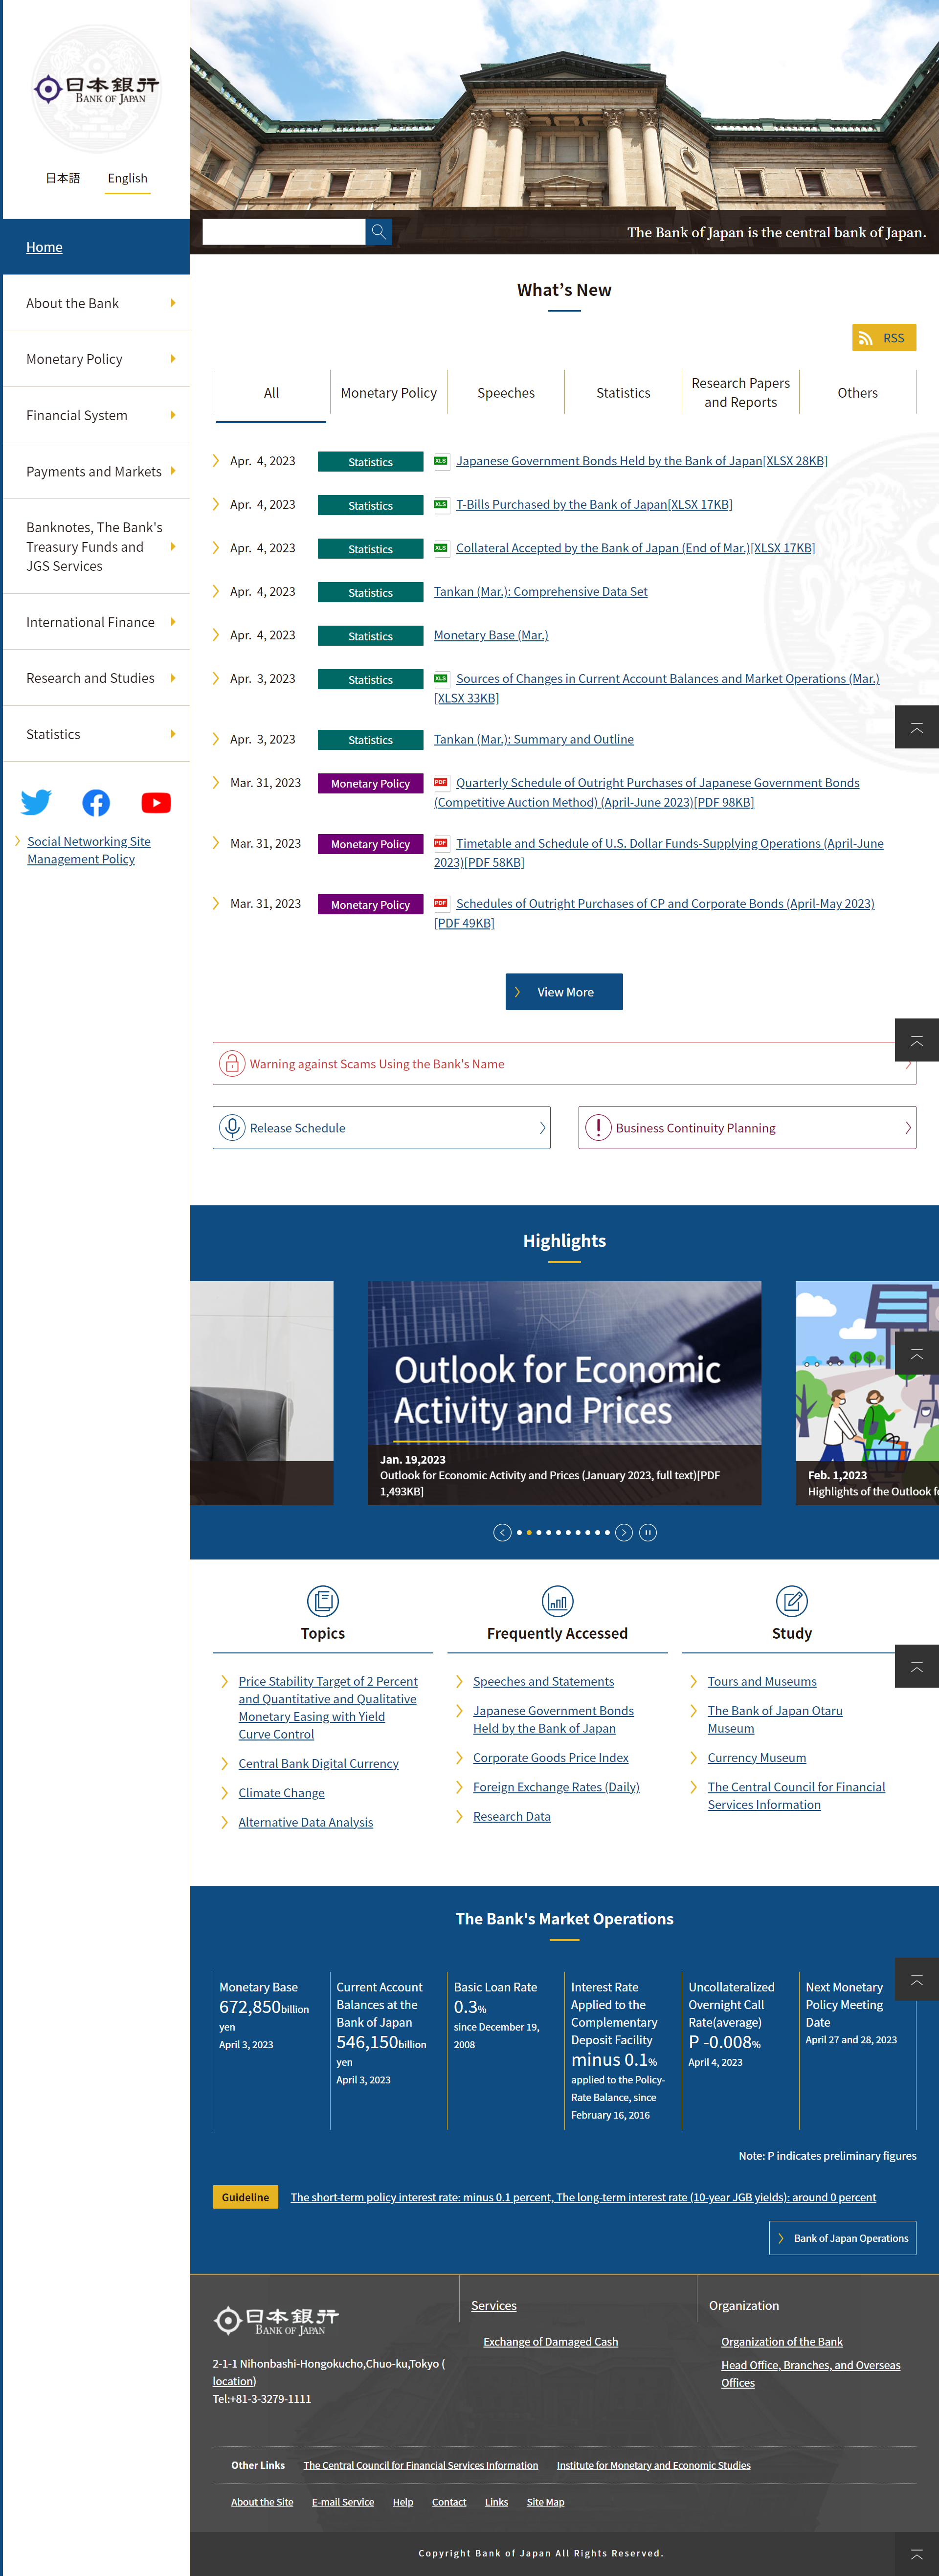 日本銀行
BANK OF JAPAN
日本語 English
Home
About the Bank
Monetary Policy
Financial System
Payments and Markets
Banknotes, The Bank's
Treasury Funds and
JGS Services
International Finance
Research and Studies
Statistics
Social Networking Site
Management Policy
The Bank of Japan is the central bank of Japan.
What's New
RSS
All
Monetary Policy
Speeches
Statistics
Research Papers
and Reports
Others
Apr. 4, 2023 Statistics XLS Japanese Government Bonds Held by the Bank of Japan[XLSX 28KB]
Apr. 4, 2023 Statistics XLS T-Bills Purchased by the Bank of Japan[XLSX 17KB]
Apr. 4, 2023 Statistics XLS Collateral Accepted by the Bank of Japan (End of Mar.)[XLSX 17KB]
Apr. 4, 2023 Statistics Tankan (Mar.): Comprehensive Data Set
Apr. 4, 2023 Statistics Monetary Base (Mar.)
Apr. 3, 2023 Statistics XLS Sources of Changes in Current Account Balances and Market Operations (Mar.)
[XLSX 33KB]
Apr. 3, 2023 Statistics Tankan (Mar.): Summary and Outline
Mar. 31, 2023 Monetary Policy PDF Quarterly Schedule of Outright Purchases of Japanese Government Bonds
(Competitive Auction Method) (April-June 2023)[PDF 98KB]
Mar. 31, 2023 Monetary Policy PDF Timetable and Schedule of U.S. Dollar Funds-Supplying Operations (April-June
2023)[PDF 58KB]
Mar. 31, 2023 Monetary Policy PDF Schedules of Outright Purchases of CP and Corporate Bonds (April-May 2023)
[PDF 49KB]
View More
Warning against Scams Using the Bank's Name
Release Schedule
Business Continuity Planning
Highlights
Outlook for Economic
Activity and Prices
Jan. 19,2023
Outlook for Economic Activity and Prices (January 2023, full text)[PDF
1,493KB]
Feb. 1,2023
Highlights of the Outlook f
Topics
Price Stability Target of 2 Percent
and Quantitative and Qualitative
Monetary Easing with Yield
Curve Control
Central Bank Digital Currency
Climate Change
Alternative Data Analysis
Frequently Accessed
Speeches and Statements
Japanese Government Bonds
Held by the Bank of Japan
Corporate Goods Price Index
Foreign Exchange Rates (Daily)
Research Data
Study
Tours and Museums
The Bank of Japan Otaru
Museum
Currency Museum
The Central Council for Financial
Services Information
The Bank's Market Operations
Monetary Base
672,850billion
yen
April 3, 2023
Current Account
Balances at the
Bank of Japan
546,150billion
yen
April 3, 2023
Basic Loan Rate
0.3%
since December 19,
2008
Interest Rate
Applied to the
Complementary
Deposit Facility
minus 0.1%
applied to the Policy-
Rate Balance, since
February 16, 2016
Uncollateralized
Overnight Call
Rate(average)
P -0.008%
April 4, 2023
Next Monetary
Policy Meeting
Date
April 27 and 28, 2023
Note: P indicates preliminary figures
Guideline The short-term policy interest rate: minus 0.1 percent, The long-term interest rate (10-year JGB yields): around 0 percent
Bank of Japan Operations
日本銀行
BANK OF JAPAN
2-1-1 Nihonbashi-Hongokucho,Chuo-ku,Tokyo (
location)
Tel:+81-3-3279-1111
Services
Exchange of Damaged Cash
Organization
Organization of the Bank
Head Office, Branches, and Overseas
Offices
Other Links The Central Council for Financial Services Information Institute for Monetary and Economic Studies
About the Site E-mail Service Help Contact Links Site Map
Copyright Bank of Japan All Rights Reserved.